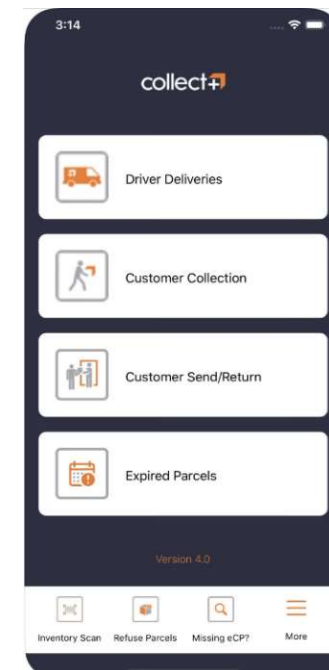 3:14
collect+
Driver Deliveries
Customer Collection
Customer Send/Return
Expired Parcels
Version 4.0
Inventory Scan Refuse Parcels Missing eCP? More